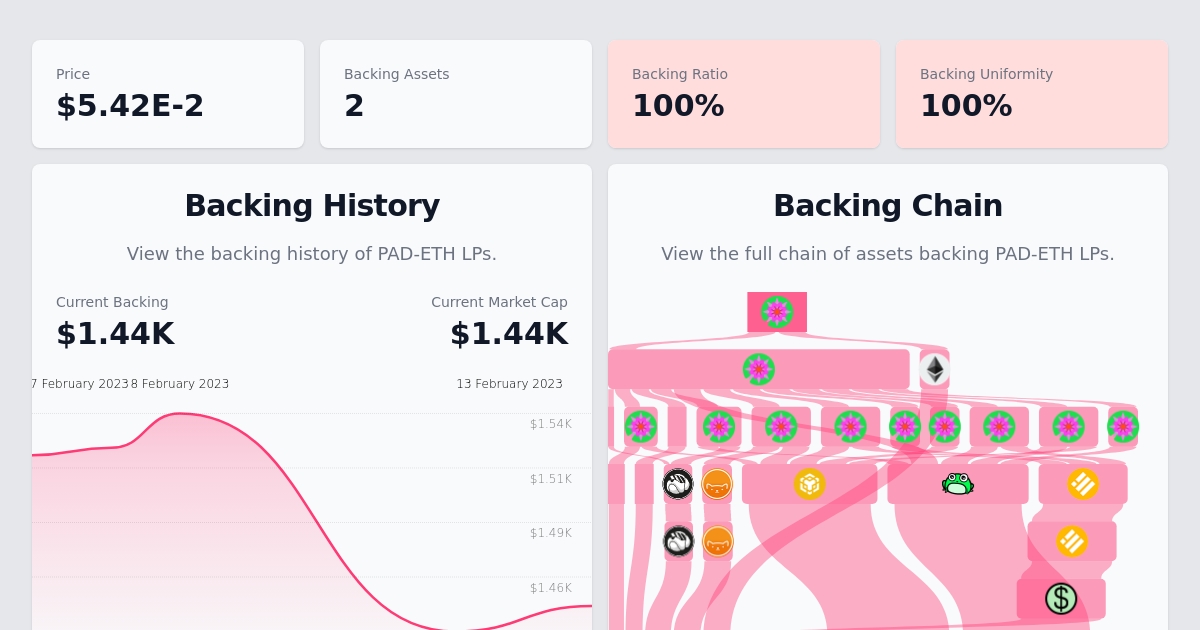 Price
$5.42E-2
Backing Assets
2
Backing Ratio
100%
Backing Uniformity
100%
Backing History
View the backing history of PAD-ETH LPs.
Current Backing
$1.44K
Current Market Cap
$1.44K
7 February 2023
8 February 2023
13 February 2023
$1.54K
$1.51K
$1.49K
$1.46K
Backing Chain
View the full chain of assets backing PAD-ETH LPs.
$